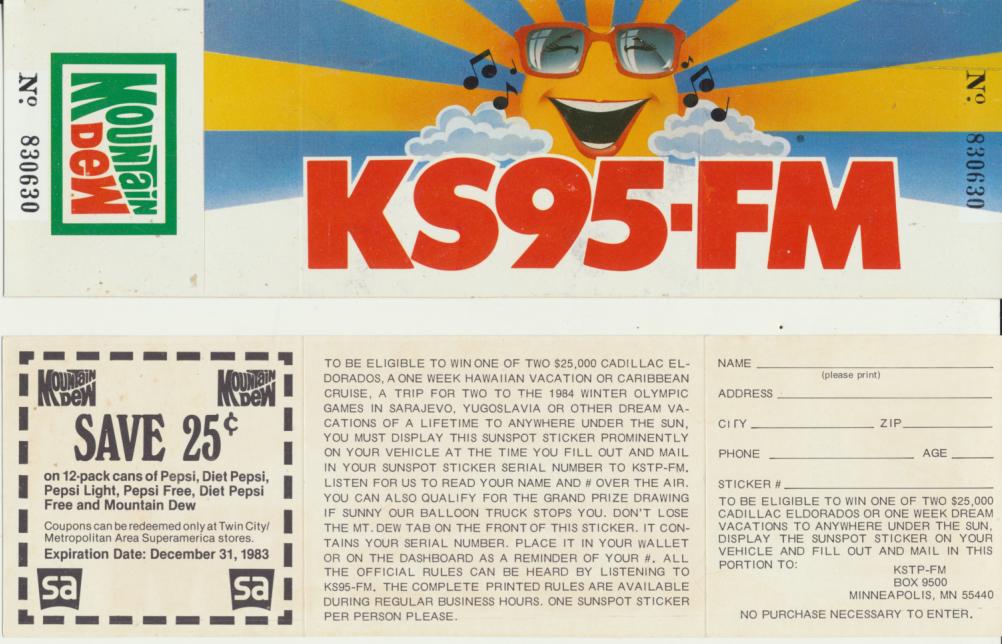 Nº. 830630
MOUNTAIN
DEW
KS95-FM
Nº. 830630
MOUNTAIN
DEW
MOUNTAIN
DEW
SAVE 25¢
on 12-pack cans of Pepsi, Diet Pepsi,
Pepsi Light, Pepsi Free, Diet Pepsi
Free and Mountain Dew
Coupons can be redeemed only at Twin City/
Metropolitan Area Superamerica stores.
Expiration Date: December 31, 1983
sa
sa
TO BE ELIGIBLE TO WIN ONE OF TWO $25,000 CADILLAC EL-
DORADOS, A ONE WEEK HAWAIIAN VACATION OR CARIBBEAN
CRUISE, A TRIP FOR TWO TO THE 1984 WINTER OLYMPIC
GAMES IN SARAJEVO, YUGOSLAVIA OR OTHER DREAM VA-
CATIONS OF A LIFETIME TO ANYWHERE UNDER THE SUN,
YOU MUST DISPLAY THIS SUNSPOT STICKER PROMINENTLY
ON YOUR VEHICLE AT THE TIME YOU FILL OUT AND MAIL
IN YOUR SUNSPOT STICKER SERIAL NUMBER TO KSTP-FM.
LISTEN FOR US TO READ YOUR NAME AND # OVER THE AIR.
YOU CAN ALSO QUALIFY FOR THE GRAND PRIZE DRAWING
IF SUNNY OUR BALLOON TRUCK STOPS YOU. DON'T LOSE
THE MT. DEW TAB ON THE FRONT OF THIS STICKER. IT CON-
TAINS YOUR SERIAL NUMBER. PLACE IT IN YOUR WALLET
OR ON THE DASHBOARD AS A REMINDER OF YOUR #. ALL
THE OFFICIAL RULES CAN BE HEARD BY LISTENING TO
KS95-FM. THE COMPLETE PRINTED RULES ARE AVAILABLE
DURING REGULAR BUSINESS HOURS. ONE SUNSPOT STICKER
PER PERSON PLEASE.
NAME
(please print)
ADDRESS
CITY ZIP
PHONE AGE
STICKER #
TO BE ELIGIBLE TO WIN ONE OF TWO $25,000
CADILLAC ELDORADOS OR ONE WEEK DREAM
VACATIONS TO ANYWHERE UNDER THE SUN,
DISPLAY THE SUNSPOT STICKER ON YOUR
VEHICLE AND FILL OUT AND MAIL IN THIS
PORTION TO:
KSTP-FM
BOX 9500
MINNEAPOLIS, MN 55440
NO PURCHASE NECESSARY TO ENTER.